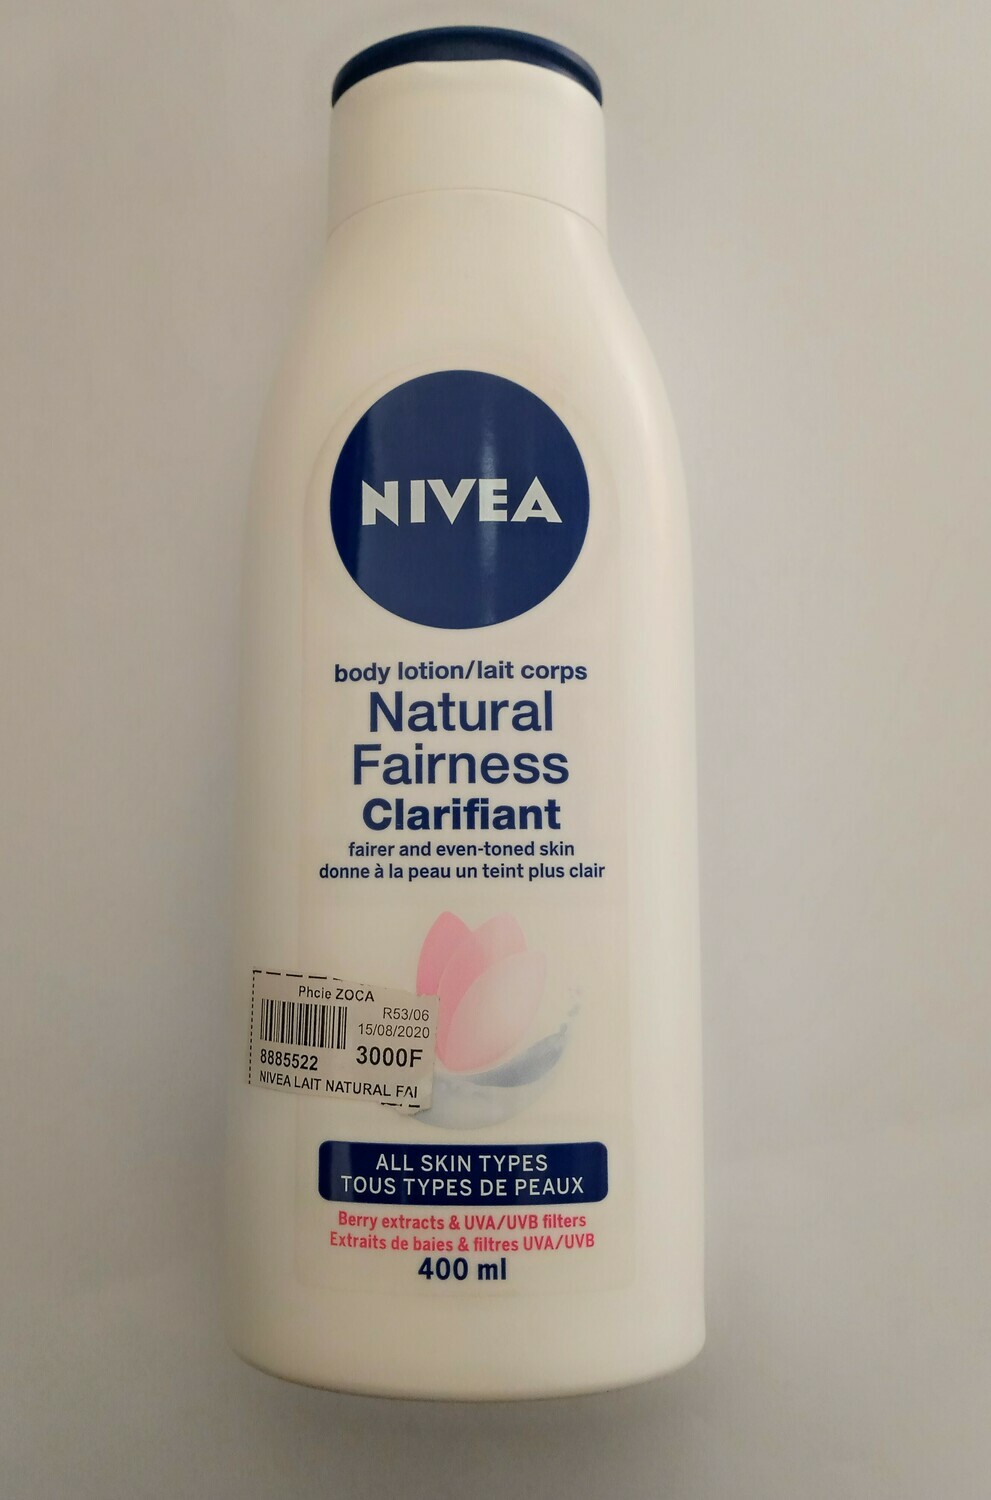 NIVEA
body lotion/lait corps
Natural
Fairness
Clarifiant
fairer and even-toned skin
donne à la peau un teint plus clair
Phcie ZOCA
R53/06
15/08/2020
8885522 3000F
NIVEA LAIT NATURAL FAI
ALL SKIN TYPES
TOUS TYPES DE PEAUX
Berry extracts & UVA/UVB filters
Extraits de baies & filtres UVA/UVB
400 ml